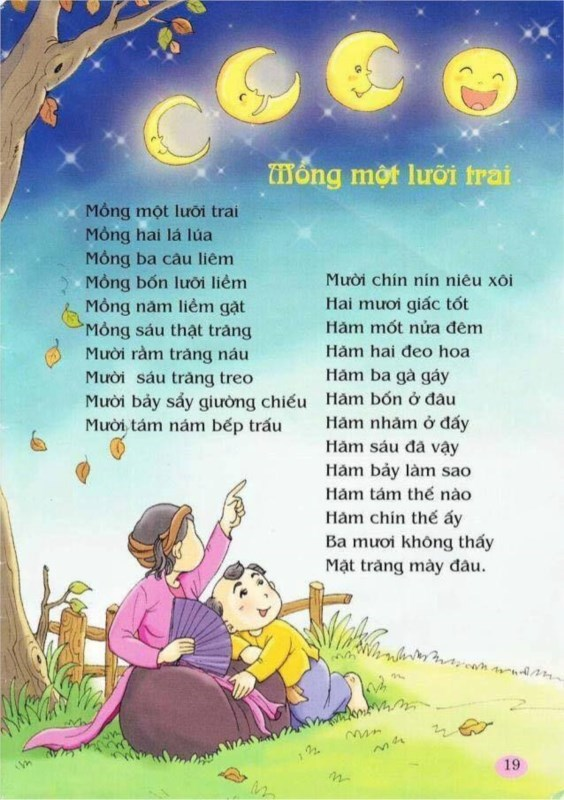 Mồng một lưỡi trai
Mồng một lưỡi trai
Mồng hai lá lúa
Mồng ba câu liêm
Mồng bốn lưỡi liềm
Mồng năm liềm gặt
Mồng sáu thật trăng
Mười rằm trăng náu
Mười sáu trăng treo
Mười bảy sẩy giường chiếu
Mười tám nám bếp trấu
Mười chín nin niêu xôi
Hai mươi giấc tốt
Hăm mốt nửa đêm
Hăm hai đeo hoa
Hăm ba gà gáy
Hăm bốn ở đâu
Hăm nhăm ở đấy
Hăm sáu đã vậy
Hăm bảy làm sao
Hăm tám thế nào
Hăm chín thế ấy
Ba mươi không thấy
Mặt trăng mày đâu.
19